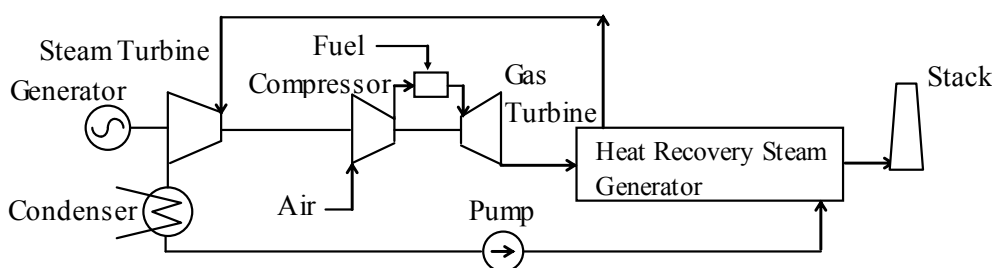 Fuel
Steam Turbine
Gas
Turbine
Generator
Compressor
Stack
Heat Recovery Steam
Generator
Condenser
Air
Pump